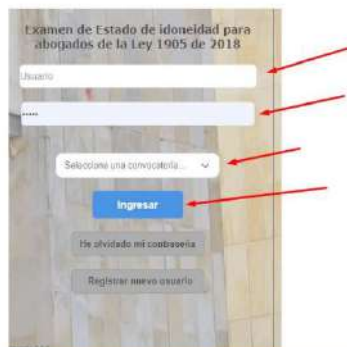 Examen de Estado de idoneidad para
abogados de la Ley 1905 de 2018
Usuario
•••••
Seleccione una convocatoria...
Ingresar
He olvidado mi contraseña
Registrar nuevo usuario